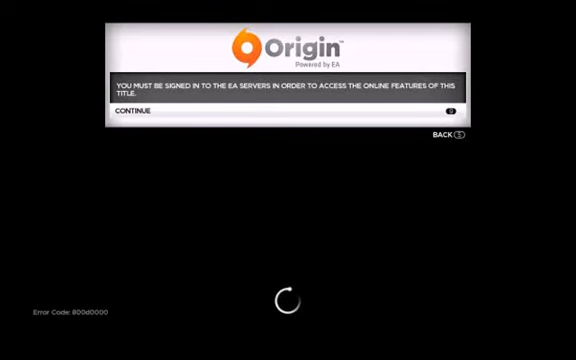 Origin™
Powered by EA
YOU MUST BE SIGNED IN TO THE EA SERVERS IN ORDER TO ACCESS THE ONLINE FEATURES OF THIS
TITLE.
CONTINUE
BACK
Error Code: 800d0000